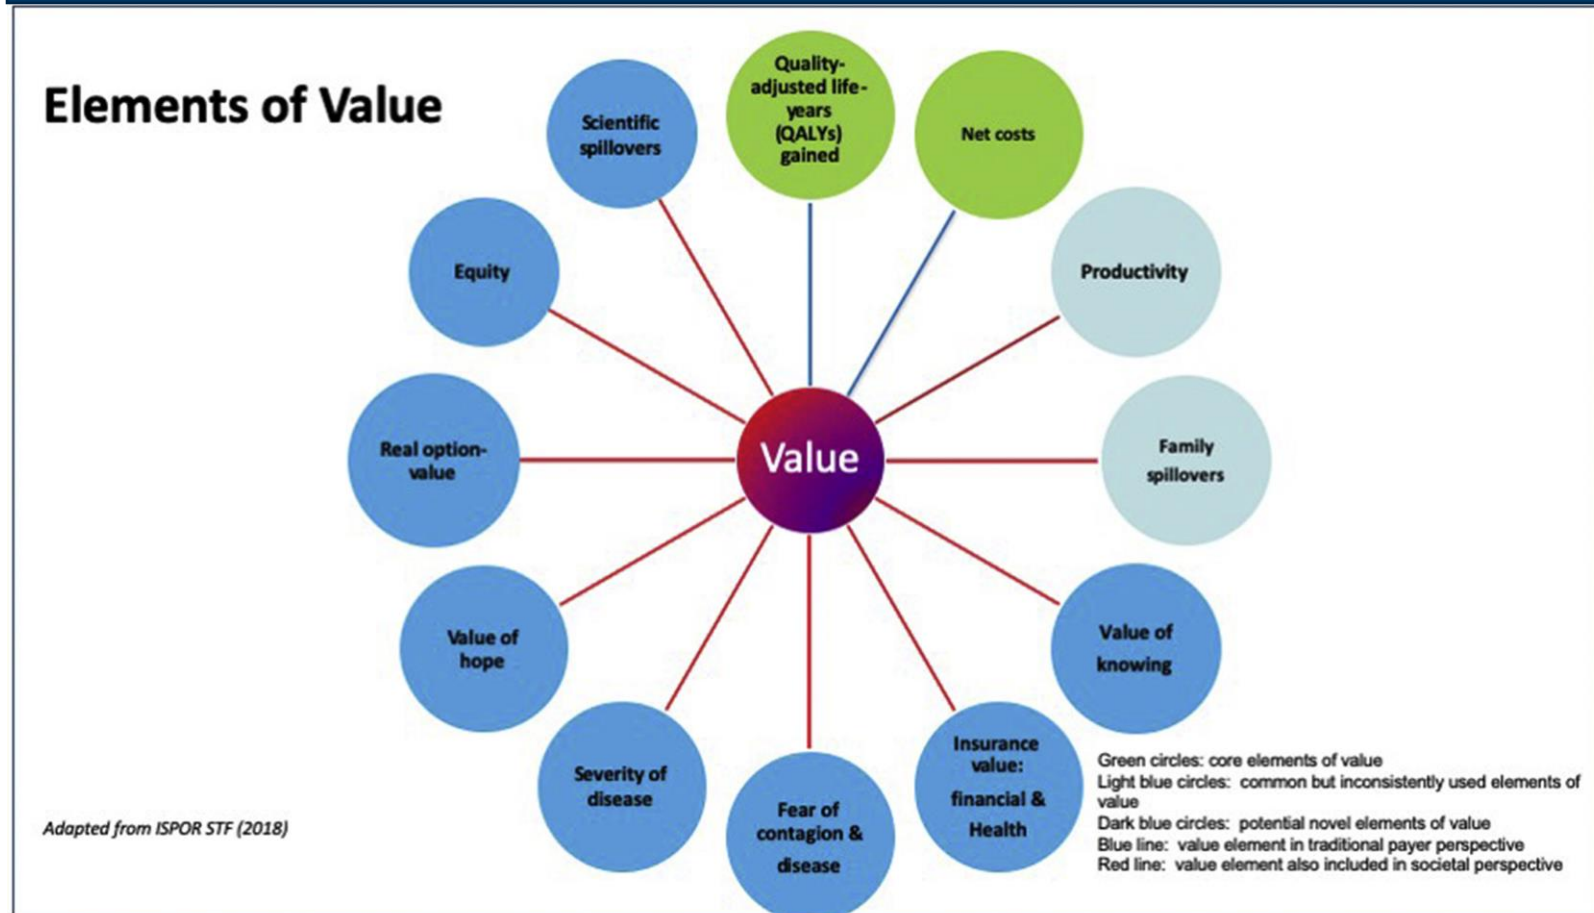 Elements of Value
Quality-
adjusted life-
years
(QALYs)
gained
Net costs
Productivity
Family
spillovers
Value of
knowing
Insurance
value:
financial &
Health
Fear of
contagion &
disease
Severity of
disease
Value of
hope
Real option-
value
Equity
Scientific
spillovers
Value
Adapted from ISPOR STF (2018)
Green circles: core elements of value
Light blue circles: common but inconsistently used elements of
value
Dark blue circles: potential novel elements of value
Blue line: value element in traditional payer perspective
Red line: value element also included in societal perspective